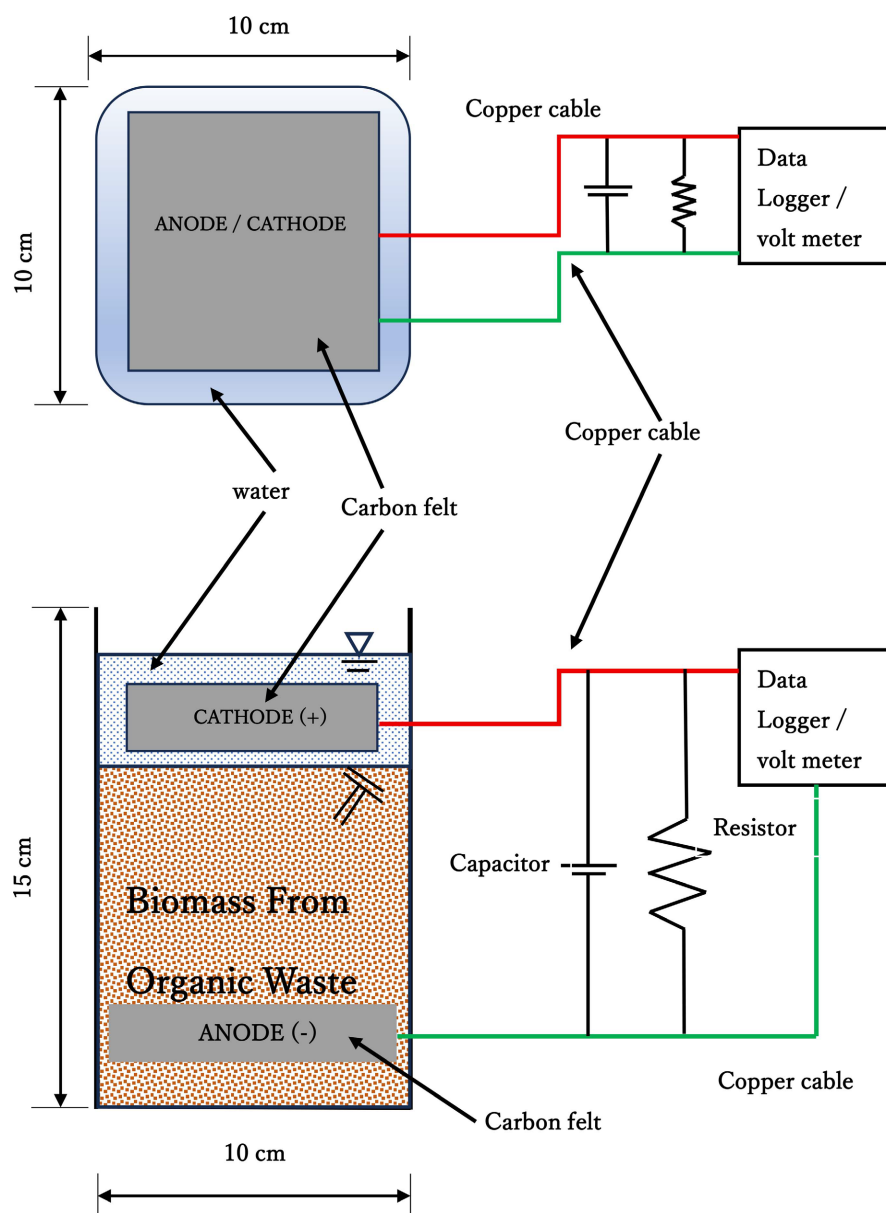 10 cm
Copper cable
10 cm
ANODE / CATHODE
Data
Logger /
volt meter
Copper cable
water
Carbon felt
15 cm
CATHODE (+)
Data
Logger /
volt meter
Resistor
Capacitor
Biomass From
Organic Waste
ANODE (-)
Copper cable
Carbon felt
10 cm